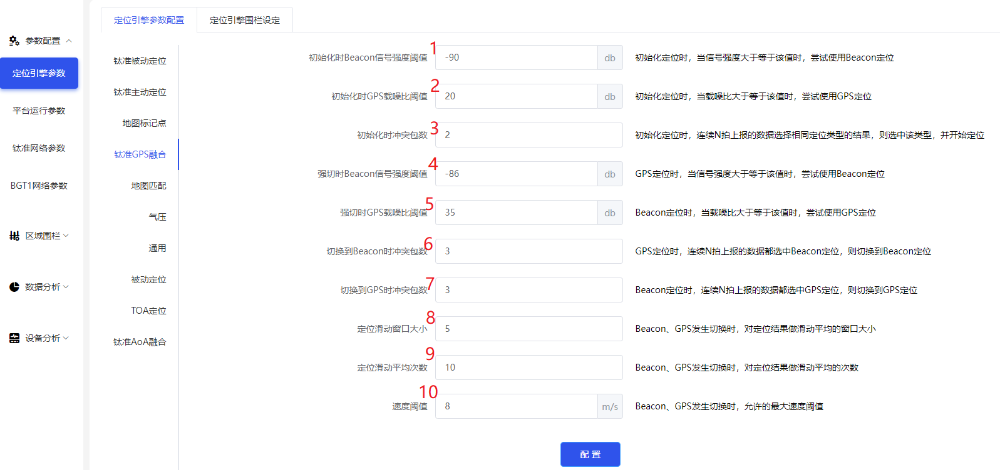 定位引擎参数配置
定位引擎围栏设定
参数配置
定位引擎参数
平台运行参数
钛准网络参数
BGT1网络参数
区域围栏
数据分析
设备分析
钛准被动定位
钛准主动定位
地图标记点
钛准GPS融合
地图匹配
气压
通用
被动定位
TOA定位
钛准AoA融合
初始化时Beacon信号强度阈值 1 -90 db 初始化定位时，当信号强度大于等于该值时，尝试使用Beacon定位
初始化时GPS载噪比阈值 2 20 db 初始化定位时，当载噪比大于等于该值时，尝试使用GPS定位
初始化时冲突包数 3 2 初始化定位时，连续N拍上报的数据选择相同定位类型的结果，则选中该类型，并开始定位
强切时Beacon信号强度阈值 4 -86 db GPS定位时，当信号强度大于等于该值时，尝试使用Beacon定位
强切时GPS载噪比阈值 5 35 db Beacon定位时，当载噪比大于等于该值时，尝试使用GPS定位
切换到Beacon时冲突包数 6 3 GPS定位时，连续N拍上报的数据都选中Beacon定位，则切换到Beacon定位
切换到GPS时冲突包数 7 3 Beacon定位时，连续N拍上报的数据都选中GPS定位，则切换到GPS定位
定位滑动窗口大小 8 5 Beacon、GPS发生切换时，对定位结果做滑动平均的窗口大小
定位滑动平均次数 9 10 Beacon、GPS发生切换时，对定位结果做滑动平均的次数
速度阈值 10 8 m/s Beacon、GPS发生切换时，允许的最大速度阈值
配 置